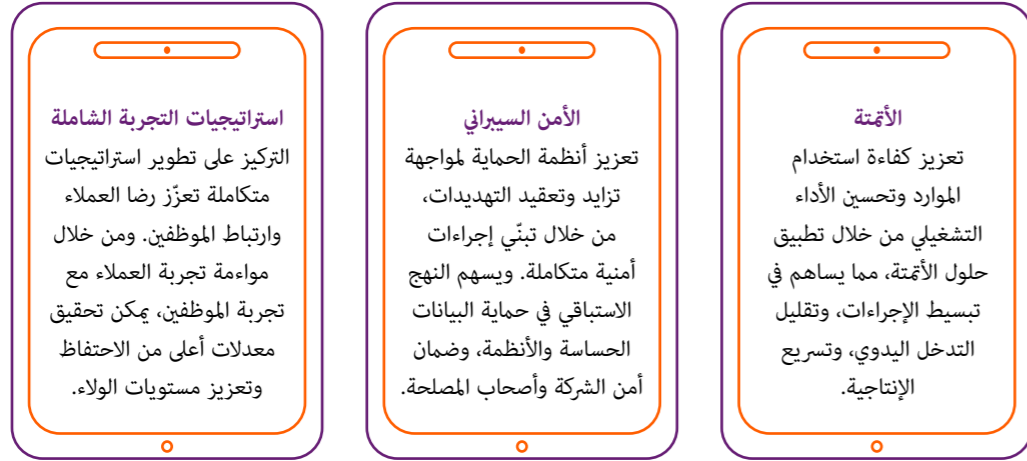 الأتمتة
تعزيز كفاءة استخدام
الموارد وتحسين الأداء
التشغيلي من خلال تطبيق
حلول الأتمتة، مما يساهم في
تبسيط الإجراءات، وتقليل
التدخل اليدوي، وتسريع
الإنتاجية.
الأمن السيبراني
تعزيز أنظمة الحماية لمواجهة
تزايد وتعقيد التهديدات،
من خلال تبنّي إجراءات
أمنية متكاملة. ويسهم النهج
الاستباقي في حماية البيانات
الحساسة والأنظمة، وضمان
أمن الشركة وأصحاب المصلحة.
استراتيجيات التجربة الشاملة
التركيز على تطوير استراتيجيات
متكاملة تعزّز رضا العملاء
وارتباط الموظفين. ومن خلال
مواءمة تجربة العملاء مع
تجربة الموظفين، يمكن تحقيق
معدلات أعلى من الاحتفاظ
وتعزيز مستويات الولاء.